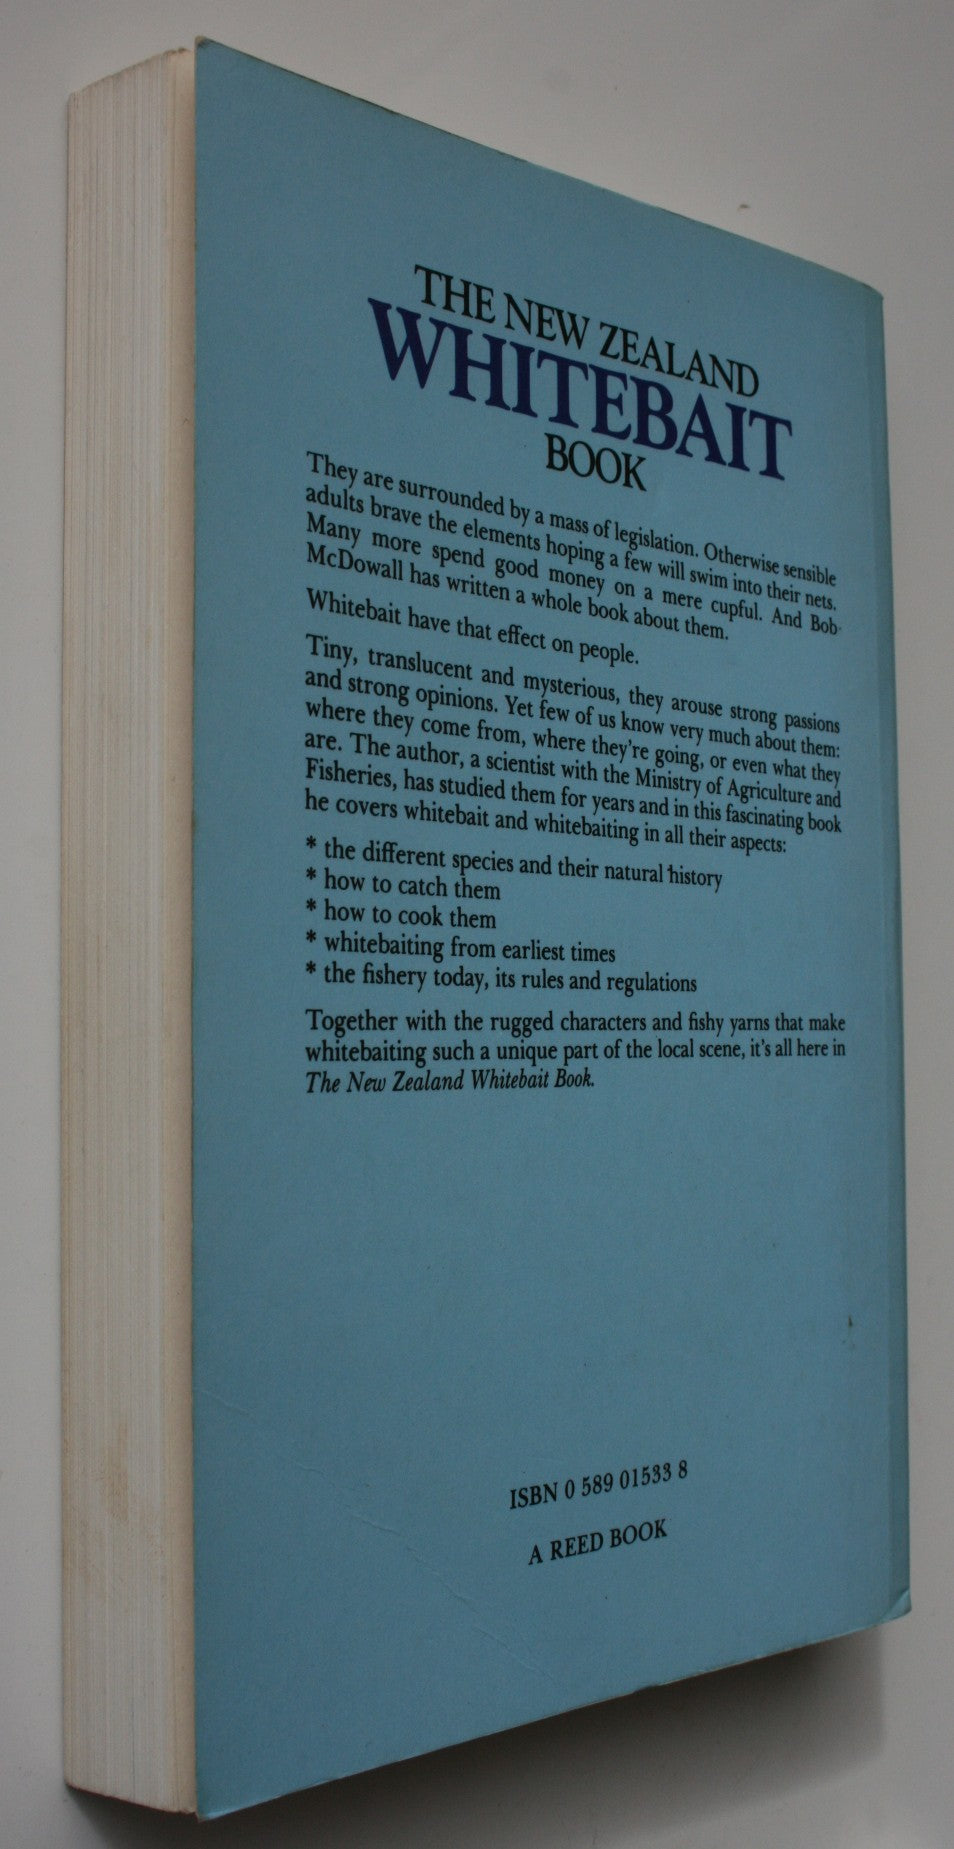 THE NEW ZEALAND
WHITEBAIT
BOOK
They are surrounded by a mass of legislation. Otherwise sensible
adults brave the elements hoping a few will swim into their nets.
Many more spend good money on a mere cupful. And Bob
McDowall has written a whole book about them.
Whitebait have that effect on people.
Tiny, translucent and mysterious, they arouse strong passions
and strong opinions. Yet few of us know very much about them:
where they come from, where they're going, or even what they
are. The author, a scientist with the Ministry of Agriculture and
Fisheries, has studied them for years and in this fascinating book
he covers whitebait and whitebaiting in all their aspects:
* the different species and their natural history
* how to catch them
* how to cook them
* whitebaiting from earliest times
* the fishery today, its rules and regulations
Together with the rugged characters and fishy yarns that make
whitebaiting such a unique part of the local scene, it's all here in
The New Zealand Whitebait Book.
ISBN 0 589 01533 8
A REED BOOK